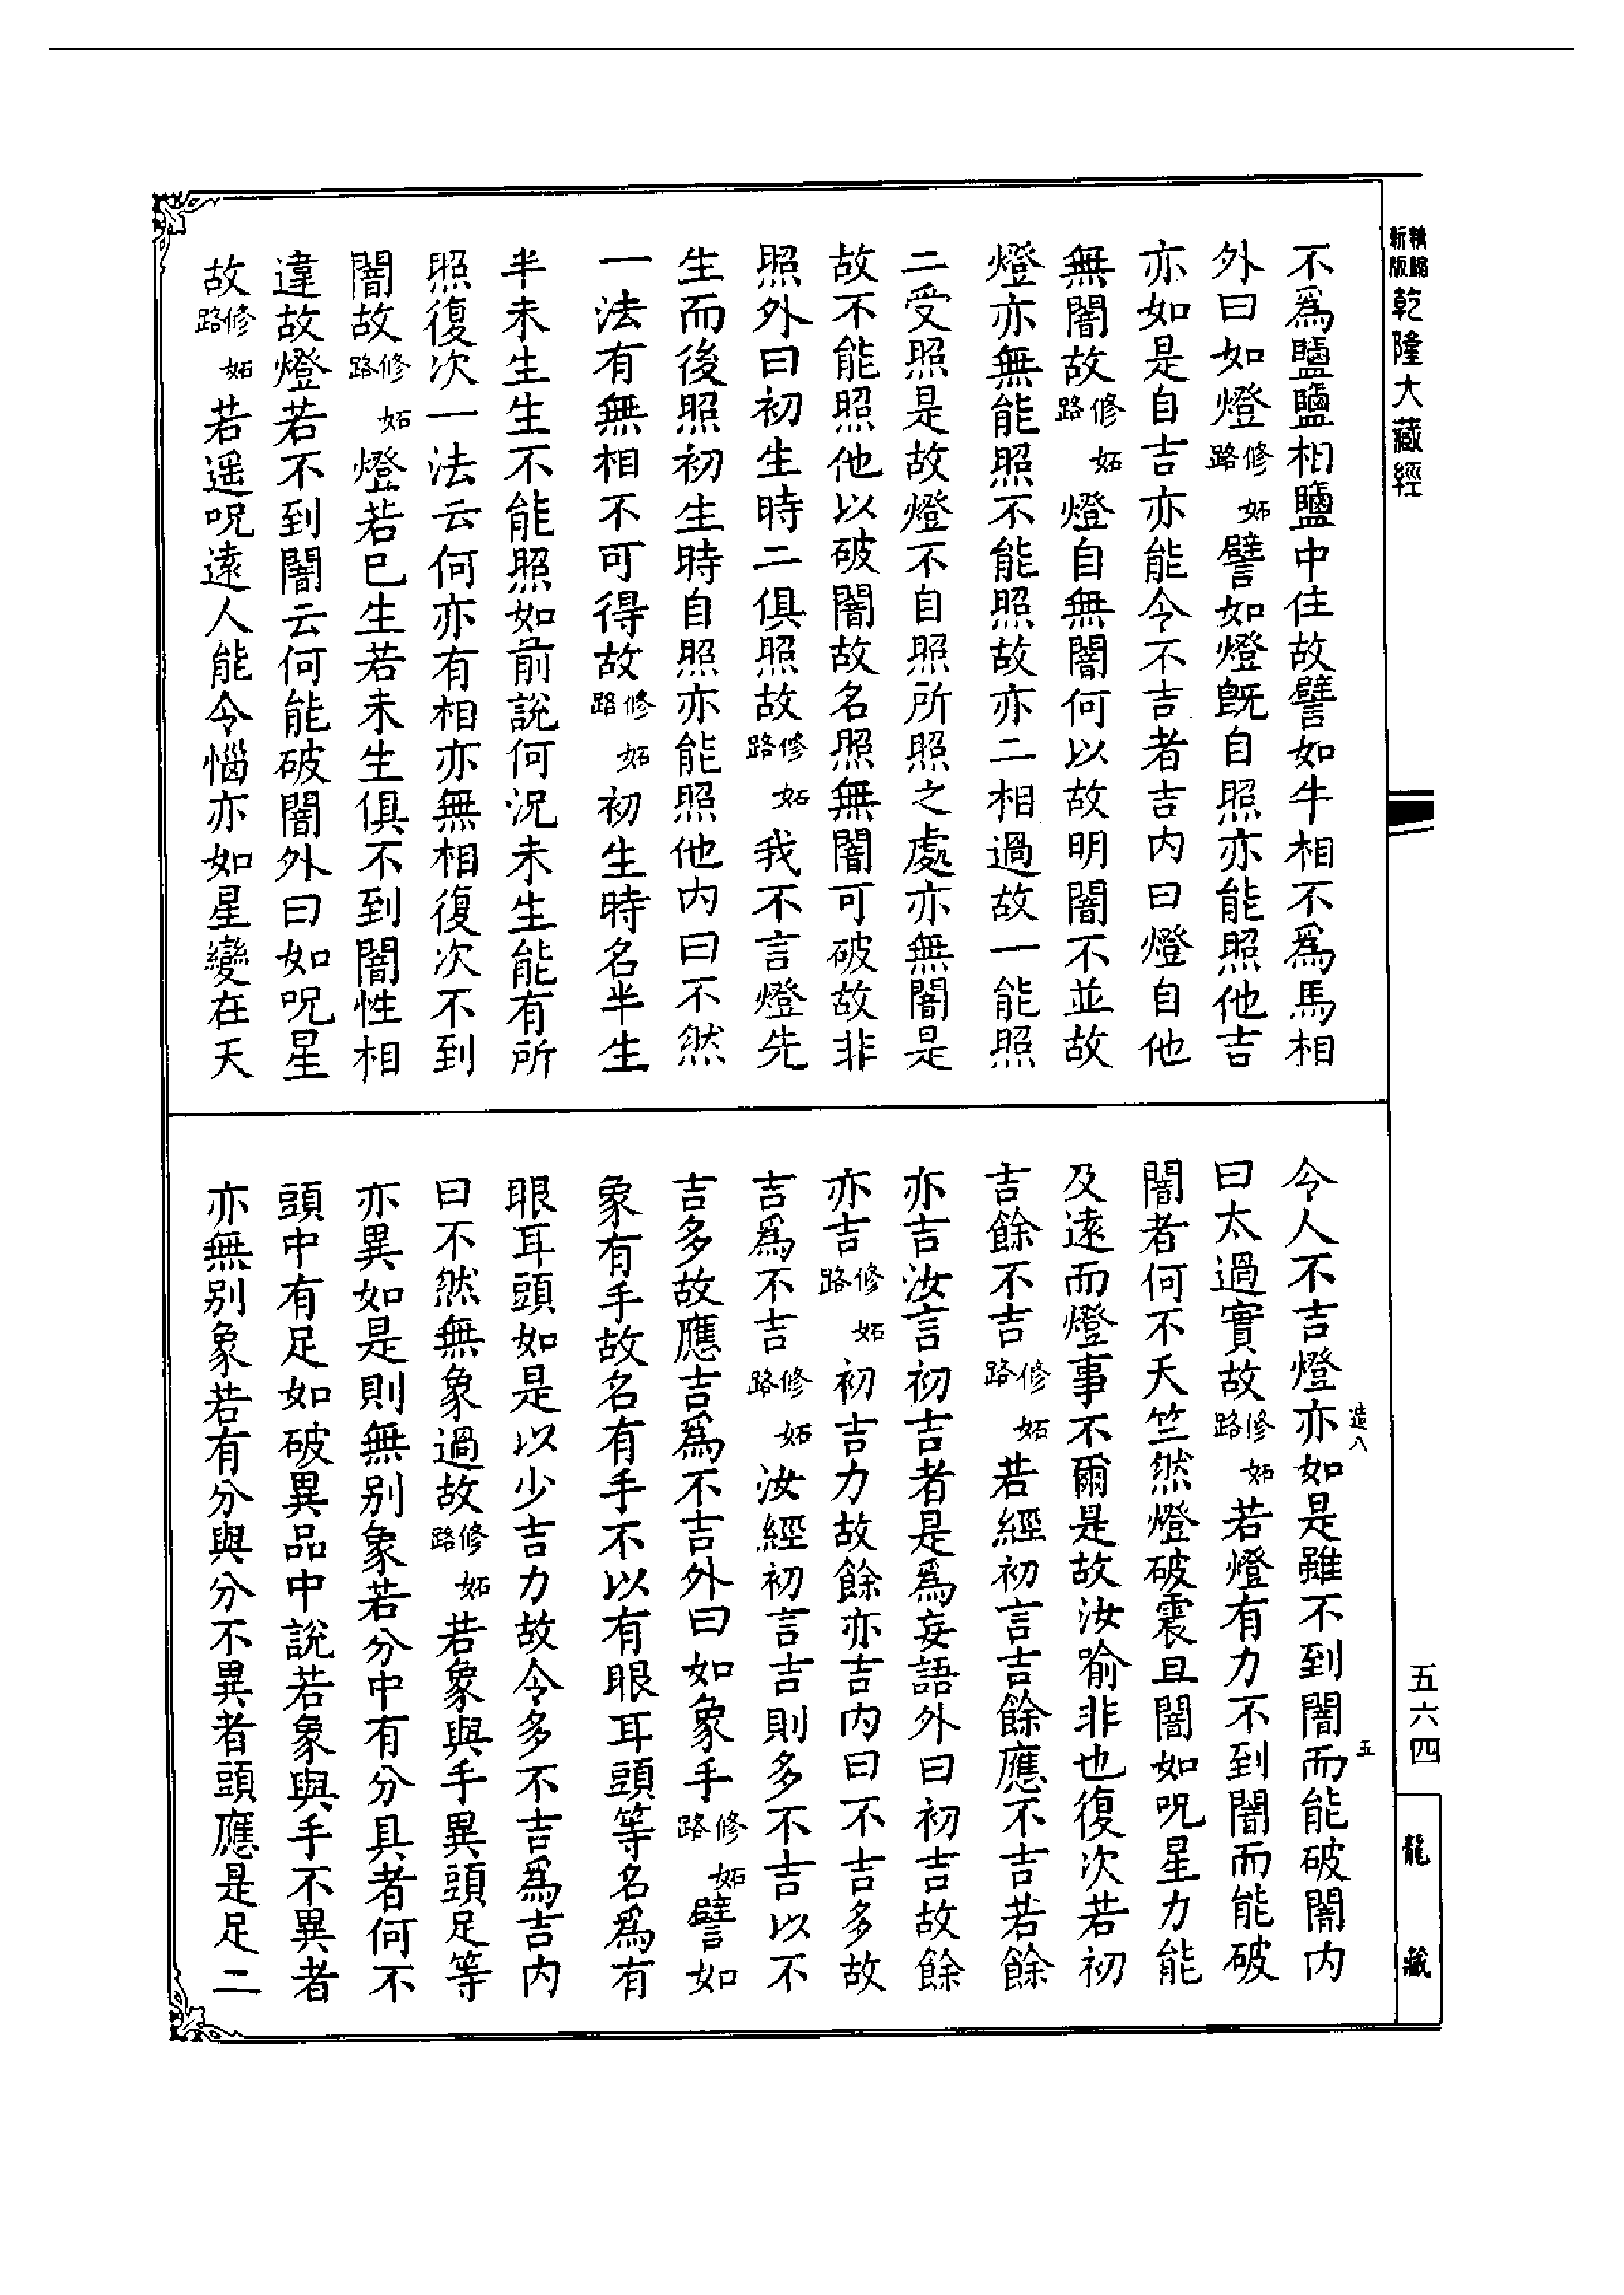 精縮新版乾隆大藏經
不爲鹽鹽相鹽中住故譬如牛相不爲馬相
外曰如燈修妬路譬如燈旣自照亦能照他吉
亦如是自吉亦能令不吉者吉内曰燈自他
無闇故修妬路燈自無闇何以故明闇不並故
燈亦無能照不能照故亦二相過故一能照
二受照是故燈不自照所照之處亦無闇是
故不能照他以破闇故名照無闇可破故非
照外曰初生時二俱照故修妬路我不言燈先
生而後照初生時自照亦能照他内曰不然
一法有無相不可得故修妬路初生時名半生
半未生生不能照如前說何況未生能有所
照復次一法云何亦有相亦無相復次不到
闇故修妬路燈若已生若未生俱不到闇性相
違故燈若不到闇云何能破闇外曰如呪星
故修妬路若遥呪遠人能令惱亦如星變在天
令人不吉燈亦如是雖不到闇而能破闇内
曰太過實故修妬路若燈有力不到闇而能破
闇者何不天竺然燈破震旦闇如呪星力能
及遠而燈事不爾是故汝喻非也復次若初
吉餘不吉修妬路若經初言吉餘應不吉若餘
亦吉汝言初吉者是爲妄語外曰初吉故餘
亦吉修妬路初吉力故餘亦吉内曰不吉多故
吉爲不吉修妬路汝經初言吉則多不吉以不
吉多故應吉爲不吉外曰如象手修妬路譬如
象有手故名有手不以有眼耳頭等名爲有
眼耳頭如是以少吉力故令多不吉爲吉内
曰不然無象過故修妬路若象與手異頭足等
亦異如是則無别象若分中有分具者何不
頭中有足如破異品中說若象與手不異者
亦無别象若有分與分不異者頭應是足二
造八
五
五六四
龍藏